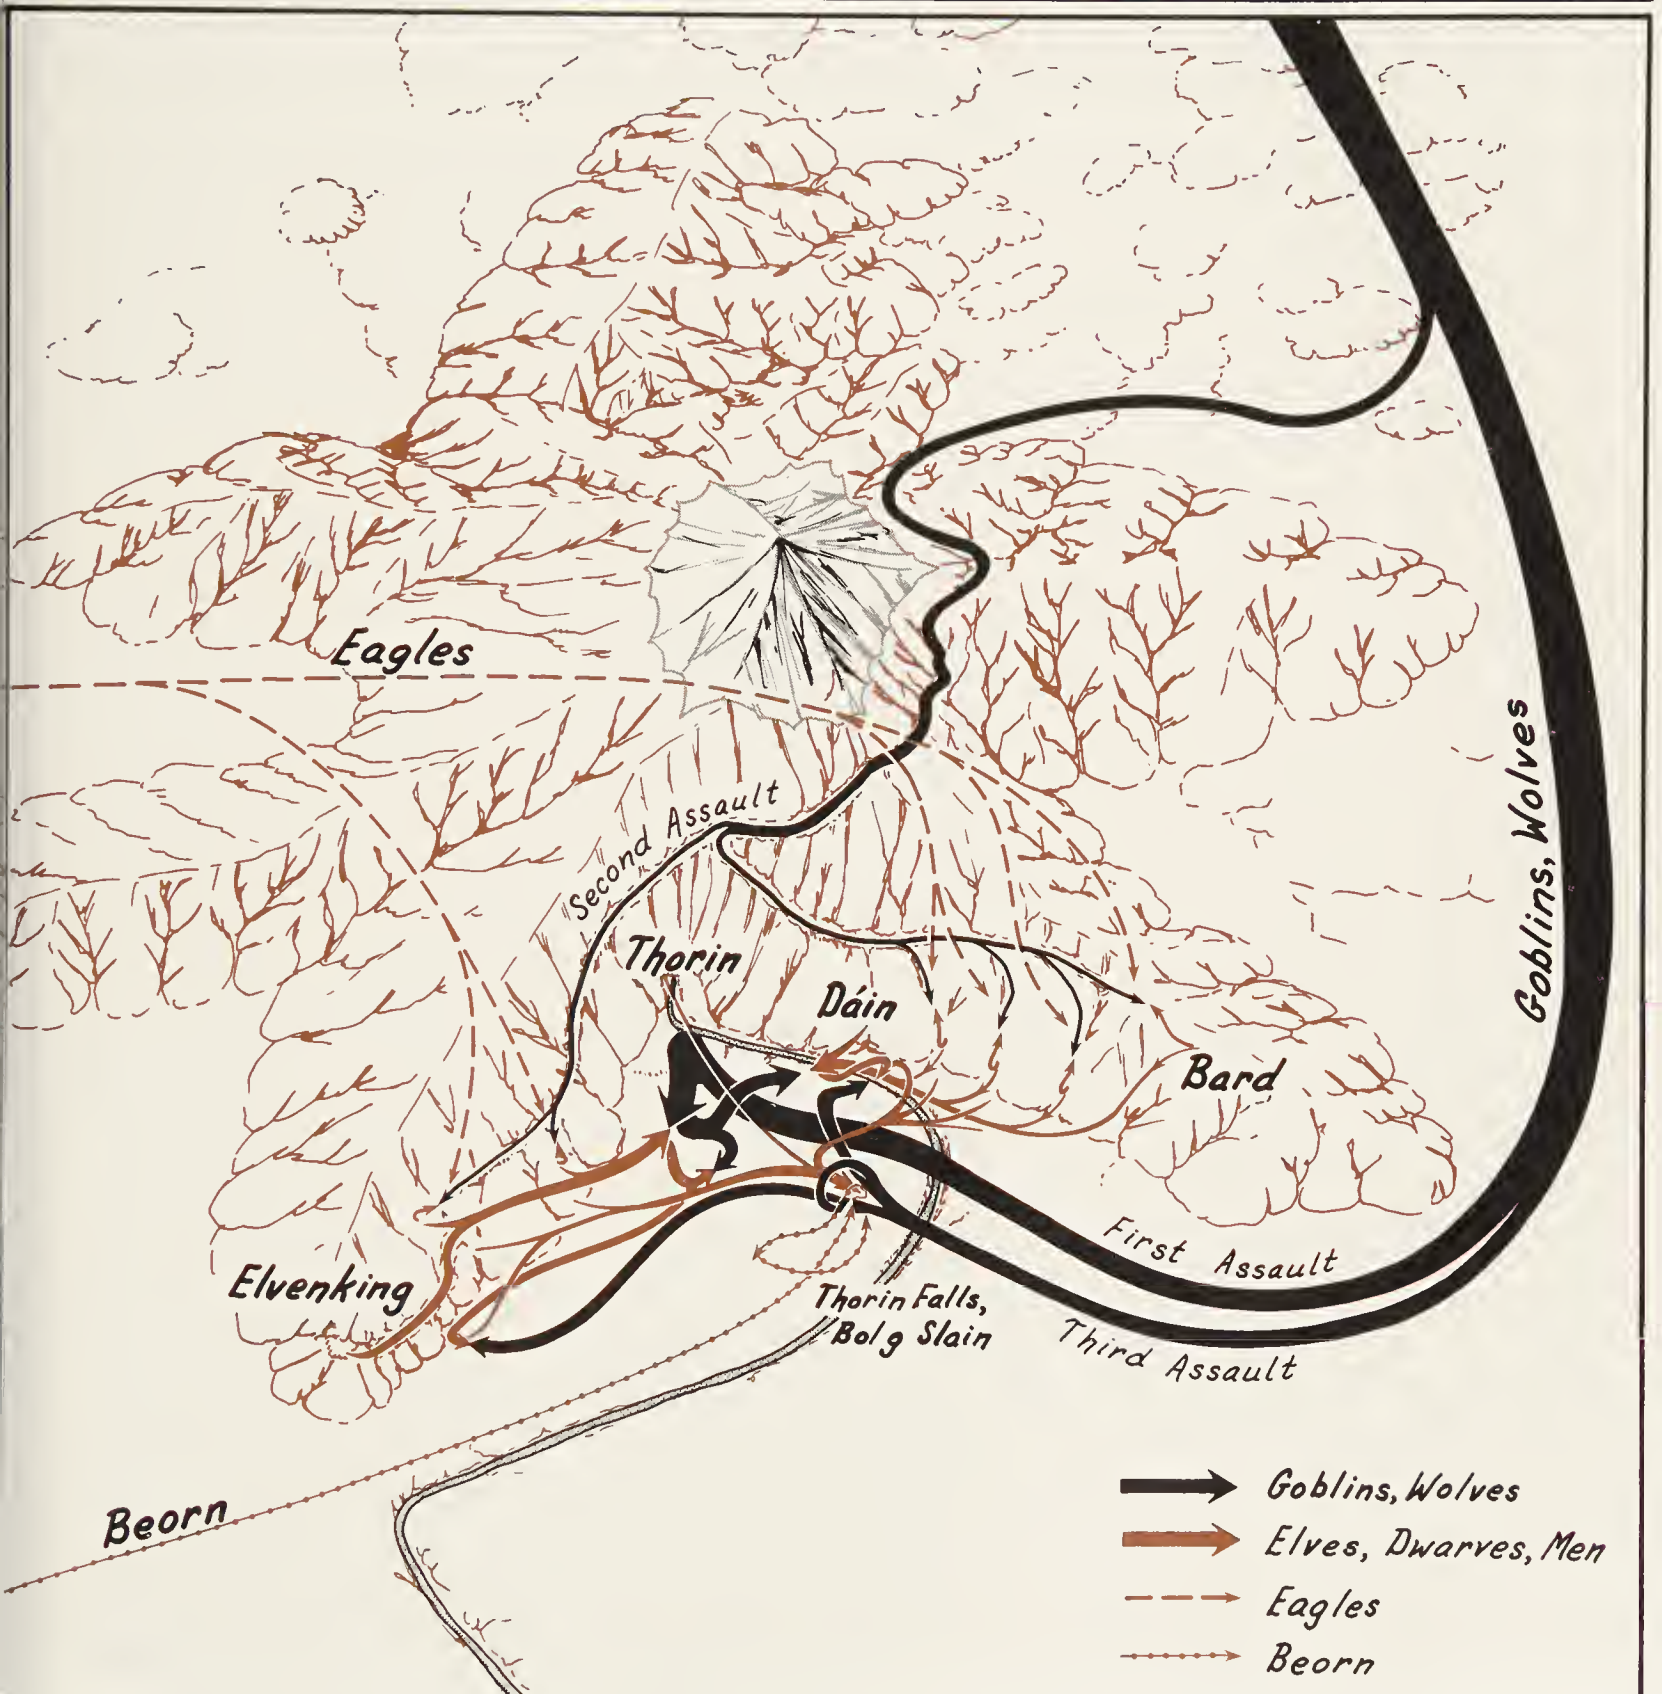 Eagles
Second Assault
Goblins, Wolves
Thorin
Dáin
Bard
Elvenking
First Assault
Thorin Falls,
Bolg Slain
Third Assault
Beorn
Goblins, Wolves
Elves, Dwarves, Men
Eagles
Beorn